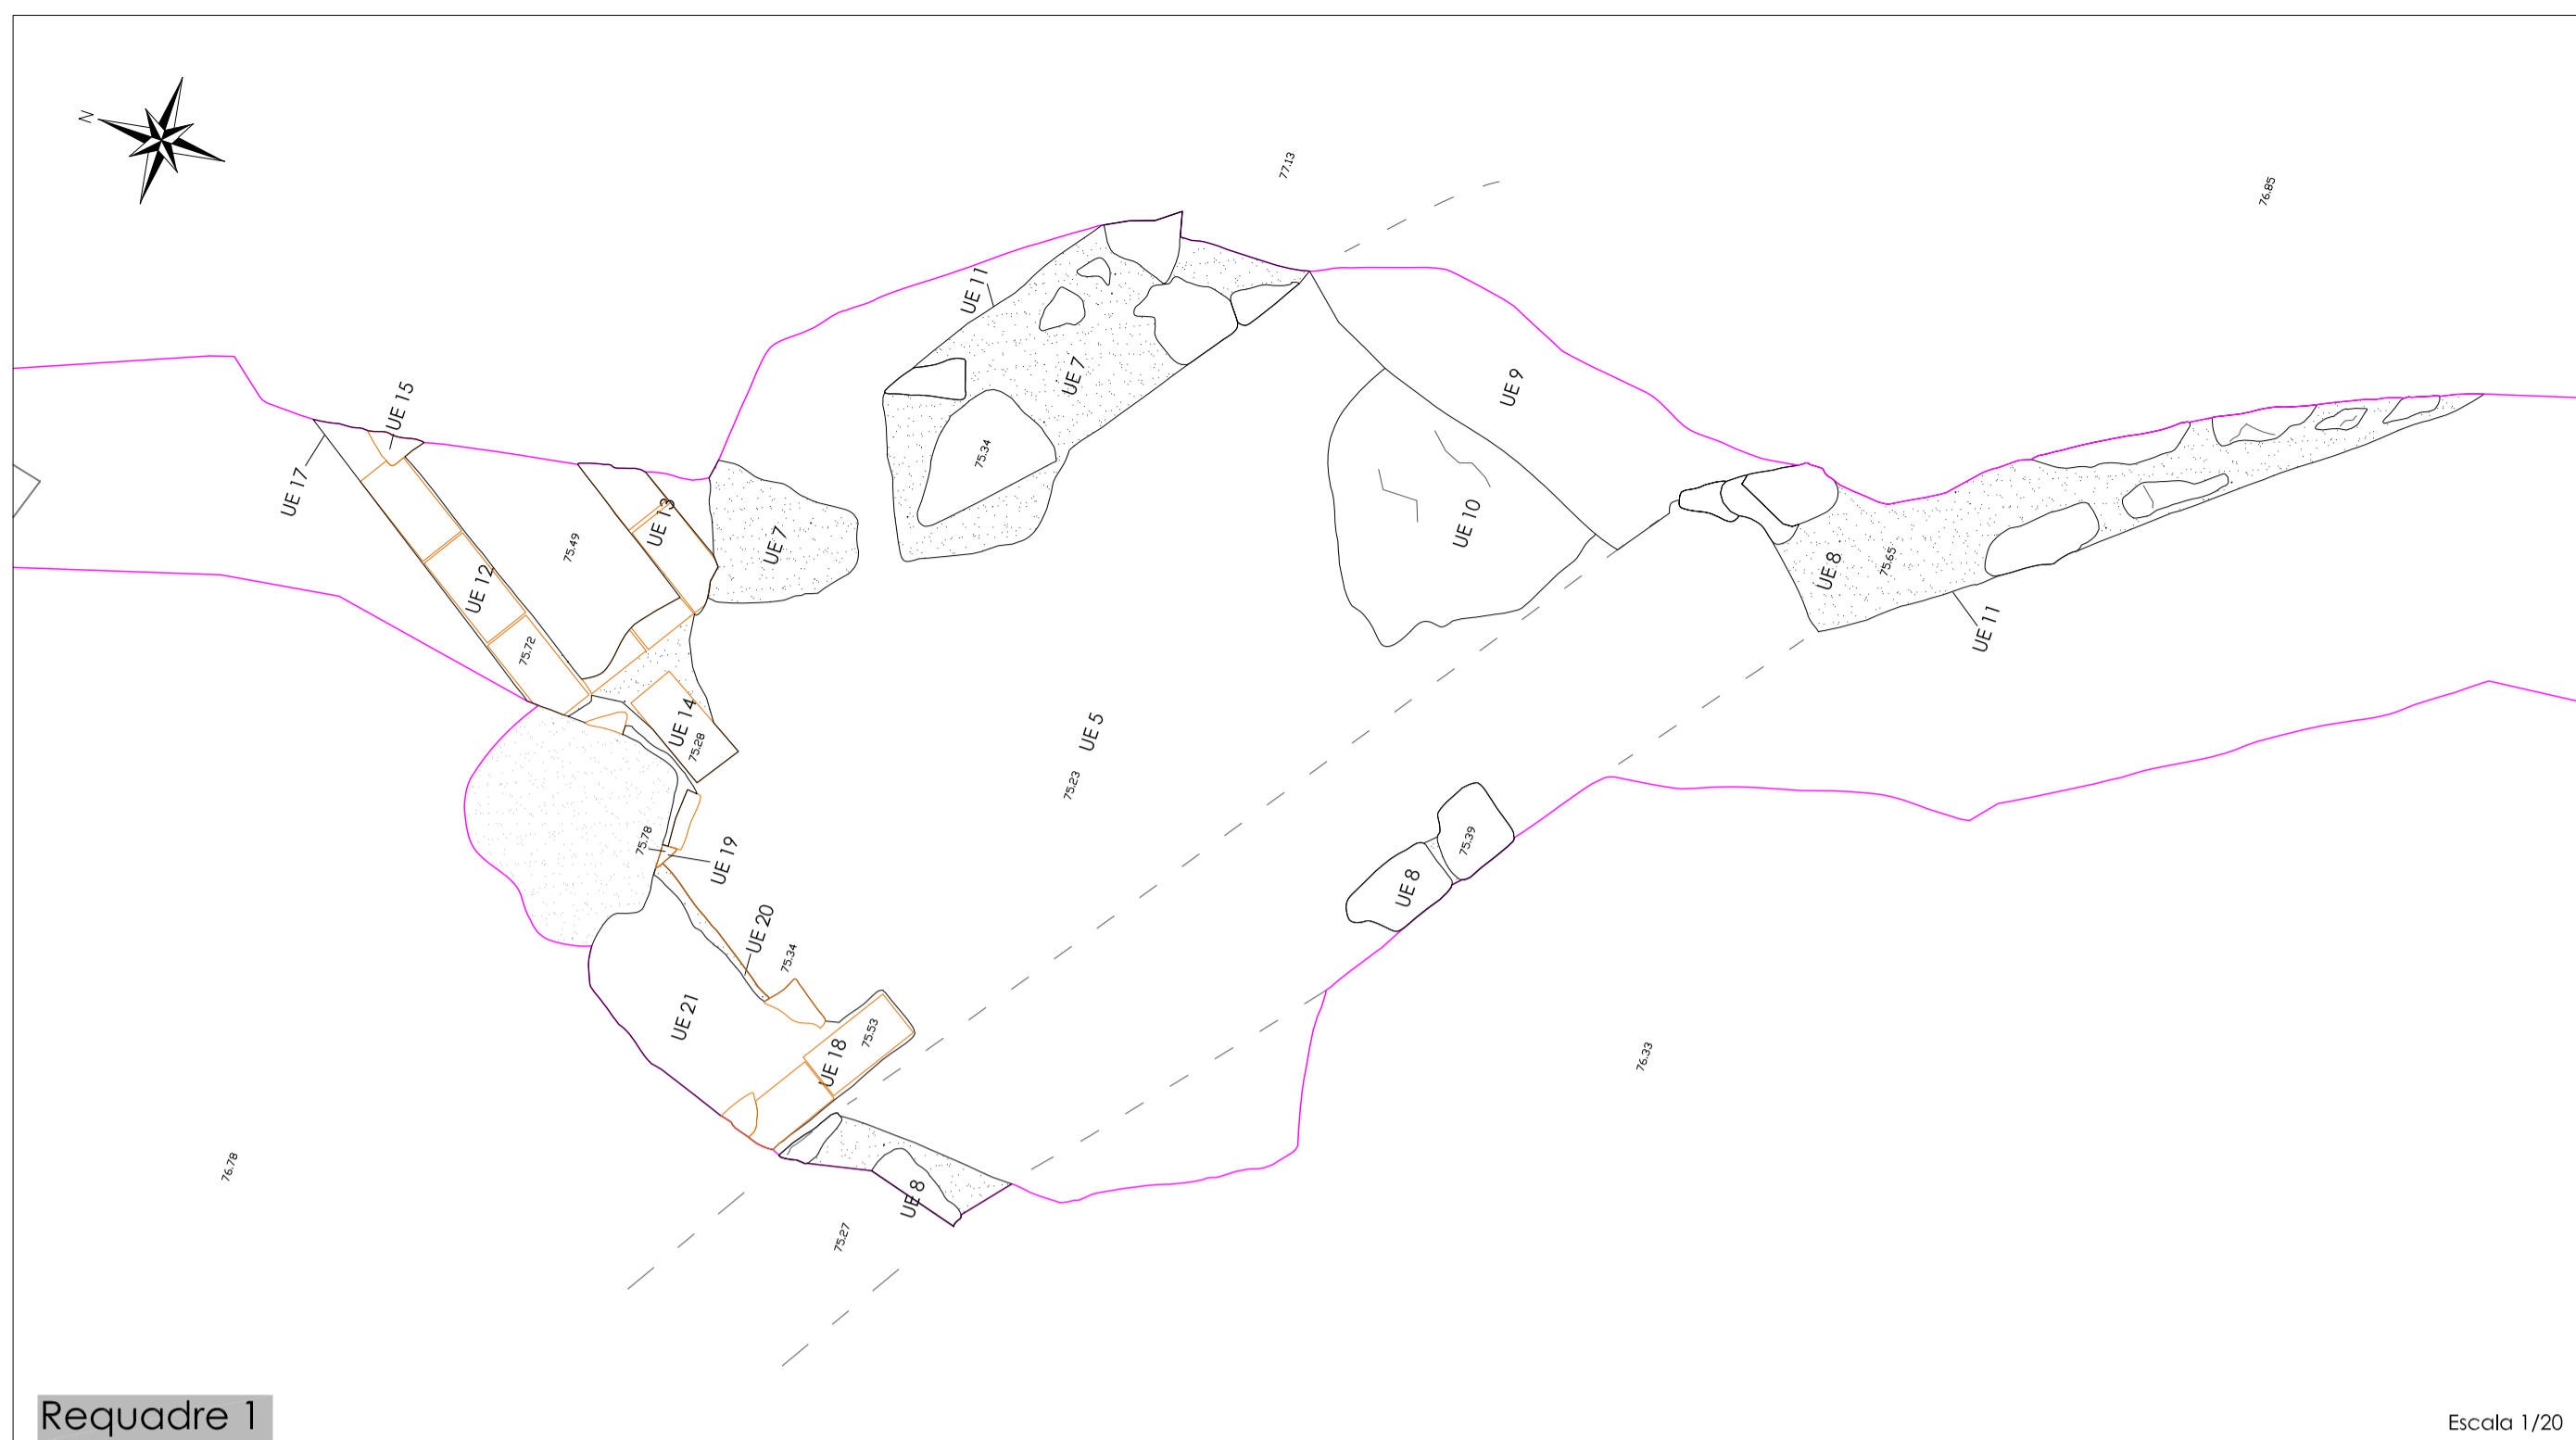 N
77.13
76.85
UE 11
UE 7
75.34
UE 9
UE 15
UE 17
UE 13
75.49
UE 7
UE 10
UE 12
75.72
UE 8
75.65
UE 11
UE 14
75.28
UE 5
75.23
75.78
UE 19
75.39
UE 8
UE 20
75.34
UE 21
UE 18
75.53
76.33
76.78
UE 8
75.27
Requadre 1
Escala 1/20